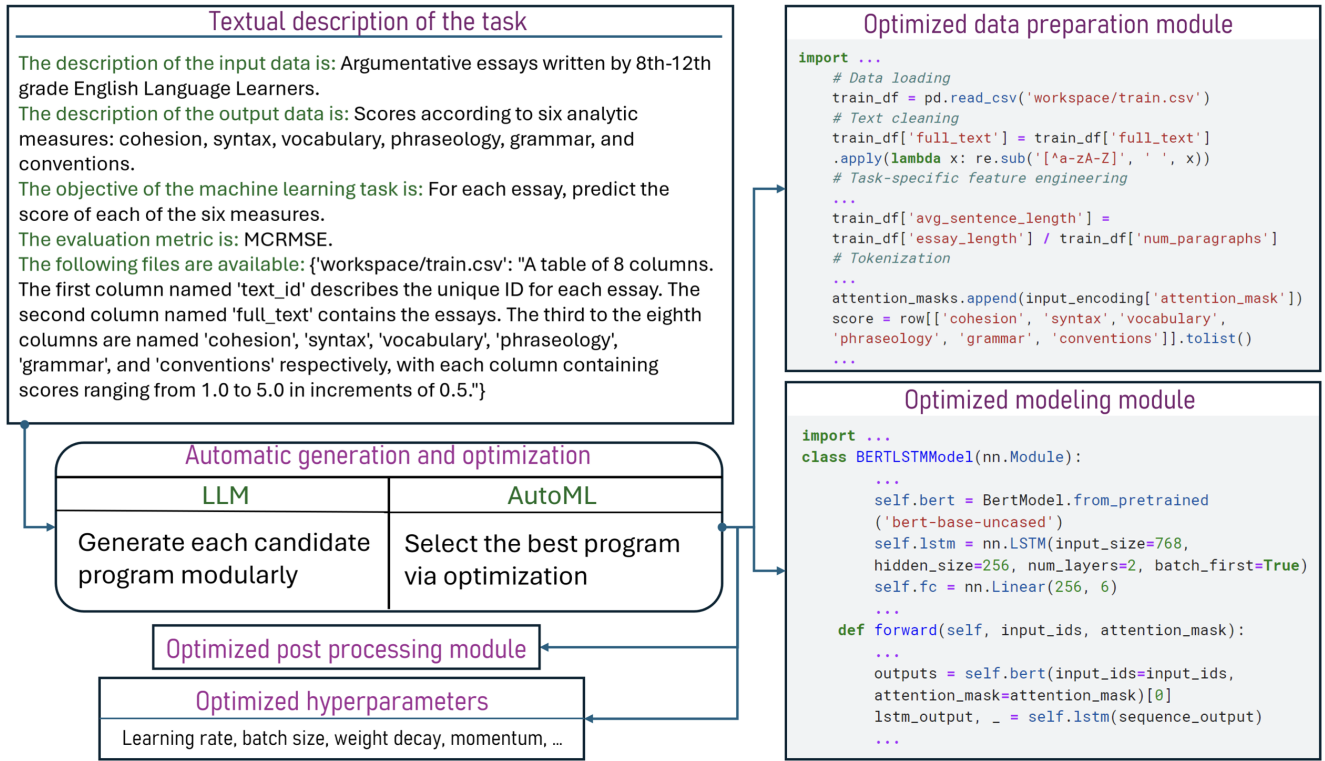 Textual description of the task
The description of the input data is: Argumentative essays written by 8th-12th
grade English Language Learners.
The description of the output data is: Scores according to six analytic
measures: cohesion, syntax, vocabulary, phraseology, grammar, and
conventions.
The objective of the machine learning task is: For each essay, predict the
score of each of the six measures.
The evaluation metric is: MCRMSE.
The following files are available: {'workspace/train.csv': "A table of 8 columns.
The first column named 'text_id' describes the unique ID for each essay. The
second column named 'full_text' contains the essays. The third to the eighth
columns are named 'cohesion', 'syntax', 'vocabulary', 'phraseology',
'grammar', and 'conventions' respectively, with each column containing
scores ranging from 1.0 to 5.0 in increments of 0.5."}
Automatic generation and optimization
LLM
AutoML
Generate each candidate
program modularly
Select the best program
via optimization
Optimized post processing module
Optimized hyperparameters
Learning rate, batch size, weight decay, momentum, ...
Optimized data preparation module
import ...
# Data loading
train_df = pd.read_csv('workspace/train.csv')
# Text cleaning
train_df['full_text'] = train_df['full_text']
.apply(lambda x: re.sub('[^a-zA-Z]', ' ', x))
# Task-specific feature engineering
...
train_df['avg_sentence_length'] =
train_df['essay_length'] / train_df['num_paragraphs']
# Tokenization
...
attention_masks.append(input_encoding['attention_mask'])
score = row[['cohesion', 'syntax','vocabulary',
'phraseology', 'grammar', 'conventions']].tolist()
...
Optimized modeling module
import ...
class BERTLSTMModel(nn.Module):
...
self.bert = BertModel.from_pretrained
('bert-base-uncased')
self.lstm = nn.LSTM(input_size=768,
hidden_size=256, num_layers=2, batch_first=True)
self.fc = nn.Linear(256, 6)
...
def forward(self, input_ids, attention_mask):
...
outputs = self.bert(input_ids=input_ids,
attention_mask=attention_mask)[0]
lstm_output, _ = self.lstm(sequence_output)
...